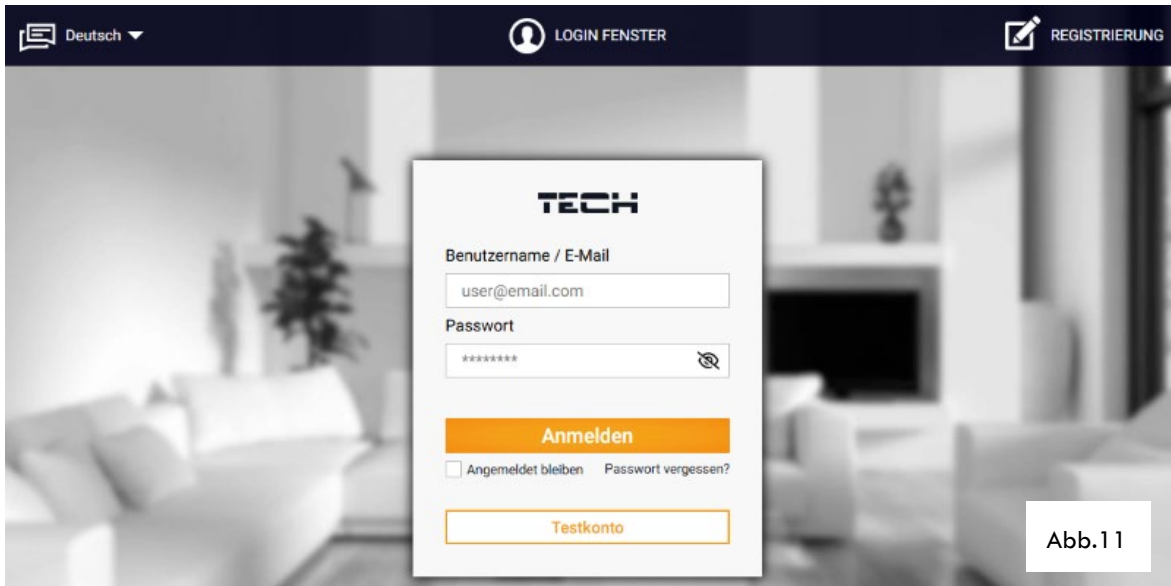 Deutsch
LOGIN FENSTER
REGISTRIERUNG
TECH
Benutzername / E-Mail
user@email.com
Passwort
********
Anmelden
Angemeldet bleiben Passwort vergessen?
Testkonto
Abb.11